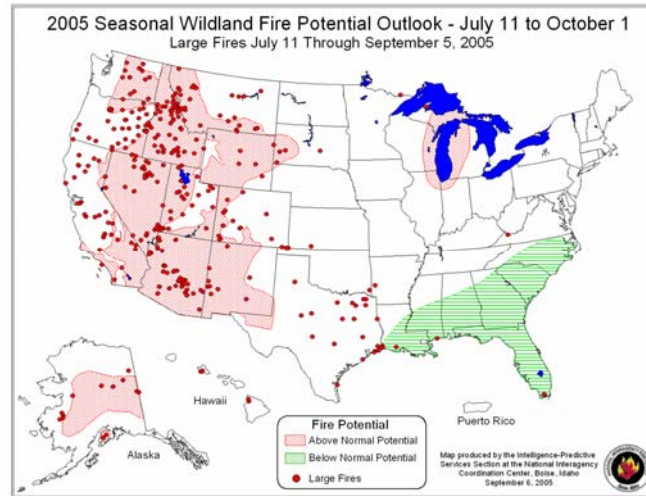 2005 Seasonal Wildland Fire Potential Outlook - July 11 to October 1
Large Fires July 11 Through September 5, 2005
Hawaii
Alaska
Puerto Rico
Fire Potential
Above Normal Potential
Below Normal Potential
Large Fires
Map produced by the Intelligence-Predictive
Services Section at the National Interagency
Coordination Center, Boise, Idaho
September 6, 2005